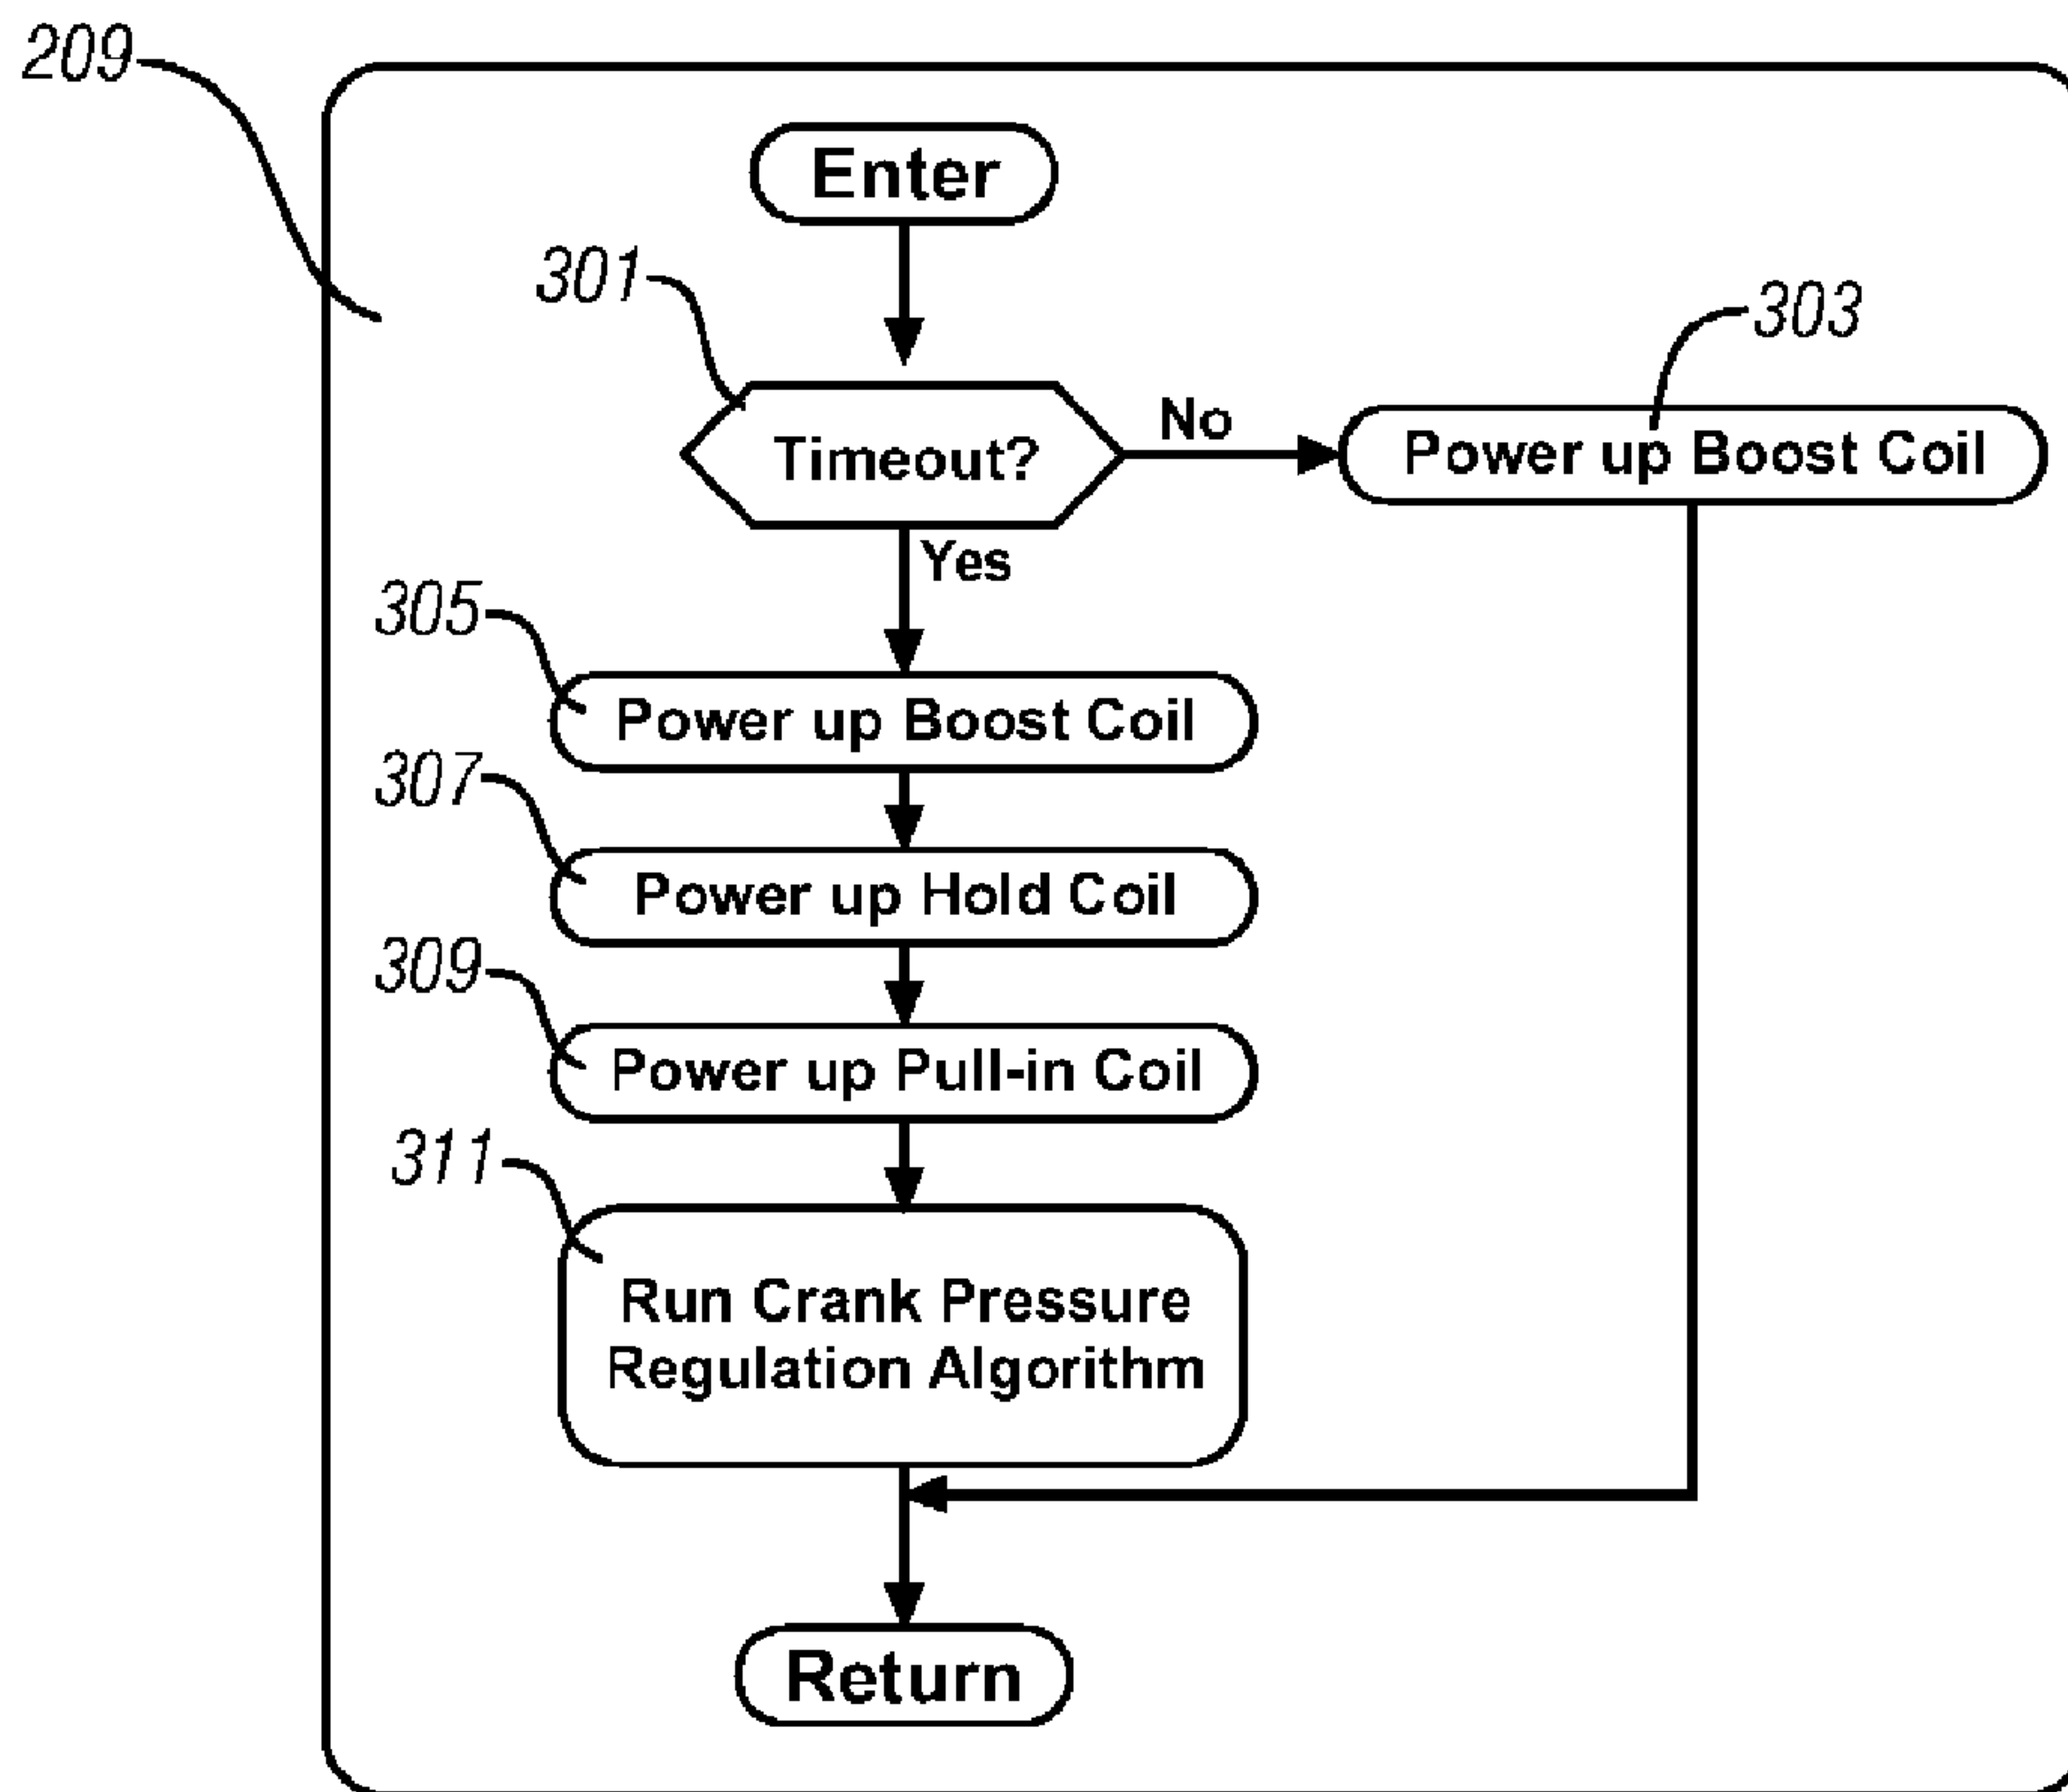 209
Enter
301
303
Timeout?
No
Power up Boost Coil
Yes
305
Power up Boost Coil
307
Power up Hold Coil
309
Power up Pull-in Coil
311
Run Crank Pressure
Regulation Algorithm
Return